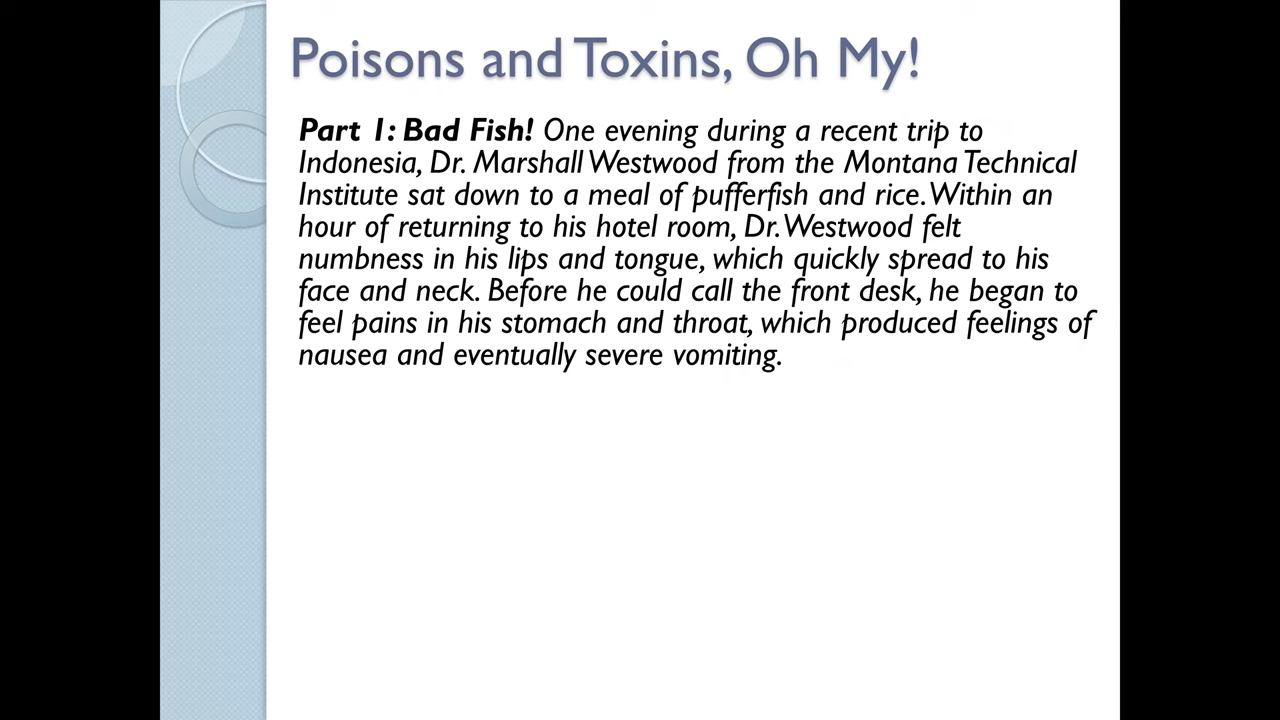 Poisons and Toxins, Oh My!
Part 1: Bad Fish! One evening during a recent trip to
Indonesia, Dr. Marshall Westwood from the Montana Technical
Institute sat down to a meal of pufferfish and rice. Within an
hour of returning to his hotel room, Dr. Westwood felt
numbness in his lips and tongue, which quickly spread to his
face and neck. Before he could call the front desk, he began to
feel pains in his stomach and throat, which produced feelings of
nausea and eventually severe vomiting.